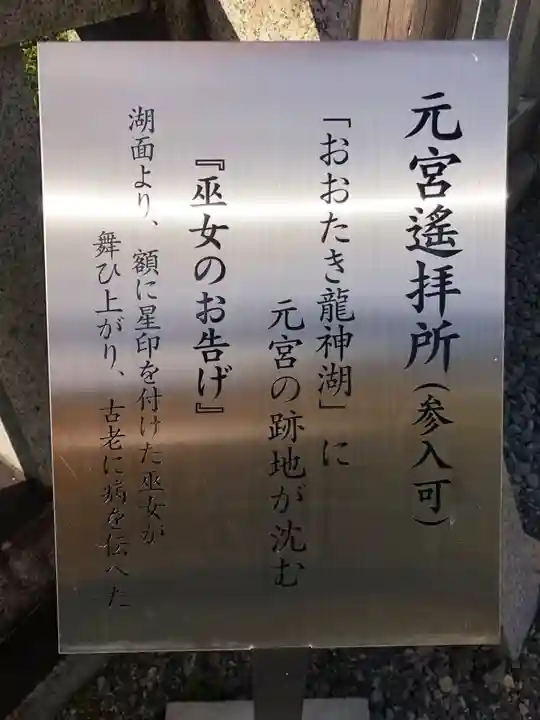 元宮遙拝所(参入可)
「おおたき龍神湖」に
元宮の跡地が沈む
『巫女のお告げ』
湖面より、額に星印を付けた巫女が
舞ひ上がり、古老に病を伝へた